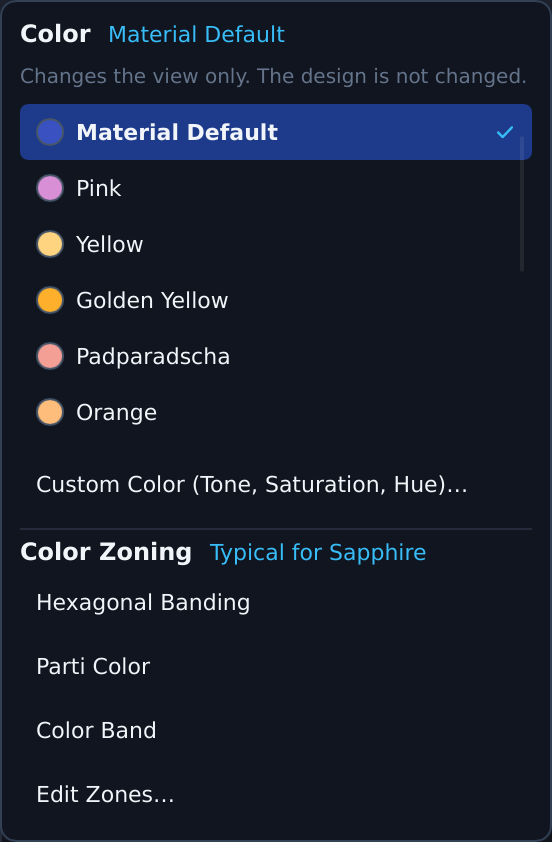 Color Material Default
Changes the view only. The design is not changed.
Material Default
Pink
Yellow
Golden Yellow
Padparadscha
Orange
Custom Color (Tone, Saturation, Hue)…
Color Zoning Typical for Sapphire
Hexagonal Banding
Parti Color
Color Band
Edit Zones…